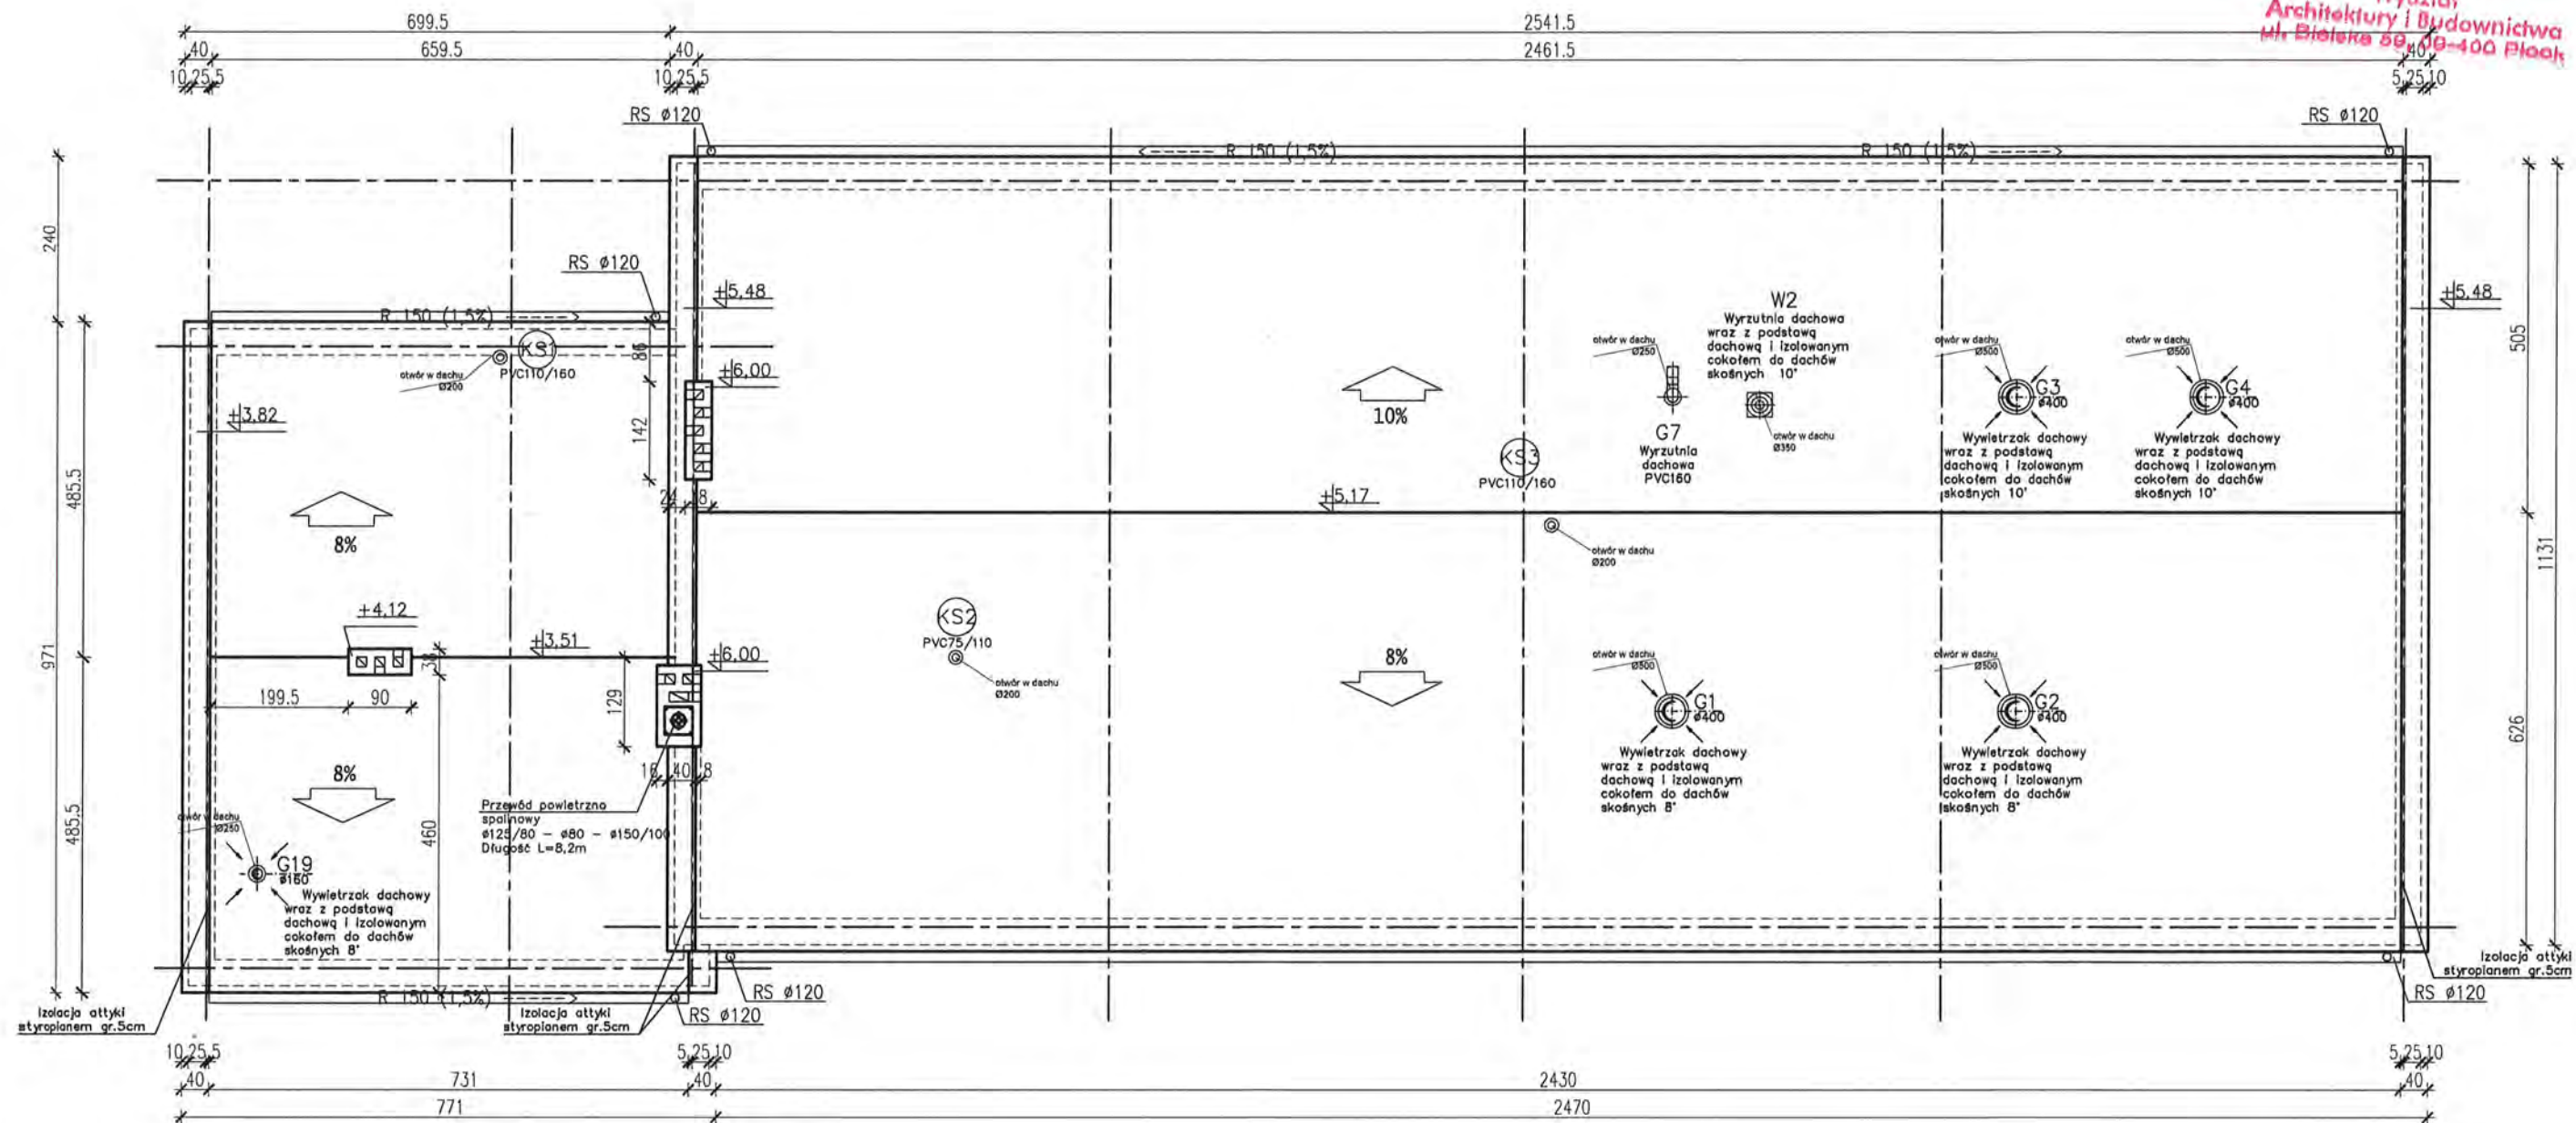 Architektury i Budownictwa
ul. Bielska 59, 09-400 Płock
699.5
2541.5
40
659.5
40
2461.5
40
10 25 5
10 25 5
5 25 10
RS ø120
RS ø120
R 150 (1,5%)
R 150 (1,5%)
240
RS ø120
+5,48
+5,48
R 150 (1,5%)
KS1
PVC110/160
otwór w dachu
Ø200
86
+6,00
+3,82
142
W2
Wyrzutnia dachowa
wraz z podstawą
dachową i izolowanym
cokołem do dachów
skośnych 10°
otwór w dachu
Ø250
otwór w dachu
Ø350
G7
Wyrzutnia
dachowa
PVC160
otwór w dachu
Ø500
G3
ø400
Wywietrzak dachowy
wraz z podstawą
dachową i izolowanym
cokołem do dachów
skośnych 10°
otwór w dachu
Ø500
G4
ø400
Wywietrzak dachowy
wraz z podstawą
dachową i izolowanym
cokołem do dachów
skośnych 10°
505
1131
10%
KS3
PVC110/160
485.5
24 8
+5,17
8%
otwór w dachu
Ø200
+4,12
+3,51
38
971
KS2
PVC75/110
otwór w dachu
Ø200
+6,00
8%
199.5
90
129
otwór w dachu
Ø500
G1
ø400
Wywietrzak dachowy
wraz z podstawą
dachową i izolowanym
cokołem do dachów
skośnych 8°
otwór w dachu
Ø500
G2
ø400
Wywietrzak dachowy
wraz z podstawą
dachową i izolowanym
cokołem do dachów
skośnych 8°
626
8%
16 40 8
Przewód powietrzno
spalinowy
ø125/80 – ø80 – ø150/100
Długość L=8,2m
485.5
460
otwór w dachu
Ø250
G19
ø160
Wywietrzak dachowy
wraz z podstawą
dachową i izolowanym
cokołem do dachów
skośnych 8°
R 150 (1,5%)
RS ø120
RS ø120
RS ø120
Izolacja attyki
styropianem gr.5cm
Izolacja attyki
styropianem gr.5cm
Izolacja attyki
styropianem gr.5cm
10 25 5
5 25 10
5 25 10
40
731
40
2430
40
771
2470